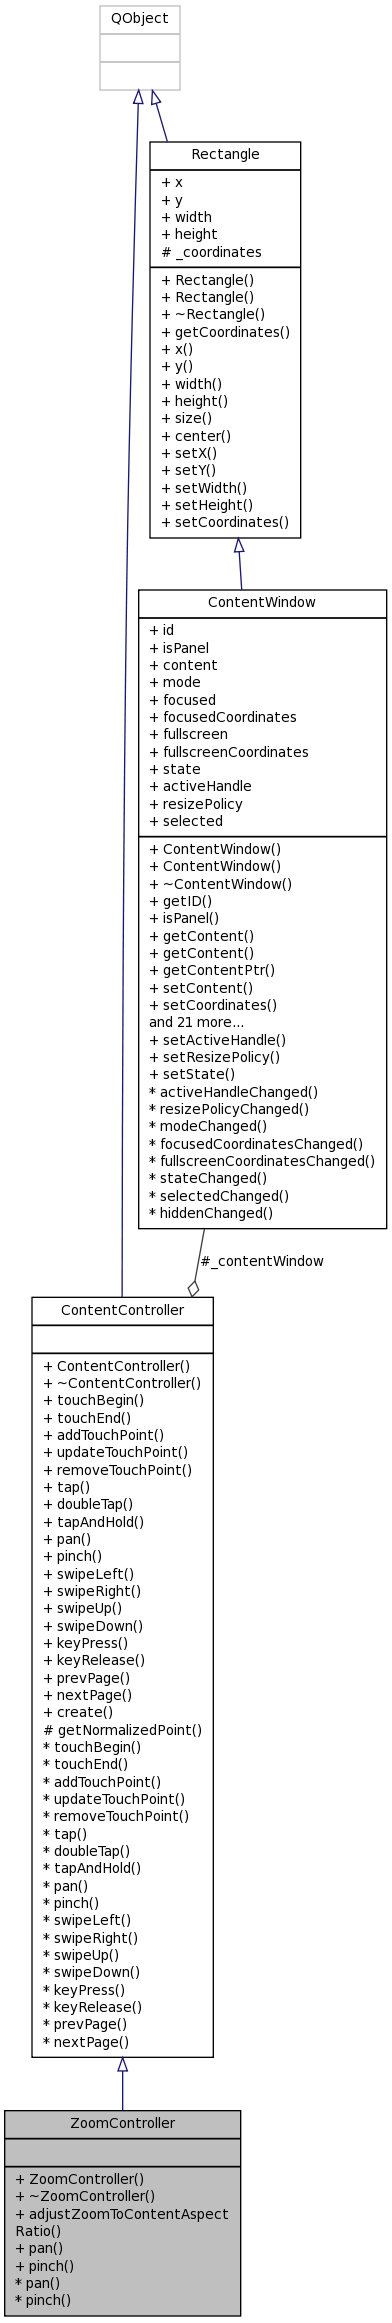 QObject
Rectangle
+ x
+ y
+ width
+ height
# _coordinates
+ Rectangle()
+ Rectangle()
+ ~Rectangle()
+ getCoordinates()
+ x()
+ y()
+ width()
+ height()
+ size()
+ center()
+ setX()
+ setY()
+ setWidth()
+ setHeight()
+ setCoordinates()
ContentWindow
+ id
+ isPanel
+ content
+ mode
+ focused
+ focusedCoordinates
+ fullscreen
+ fullscreenCoordinates
+ state
+ activeHandle
+ resizePolicy
+ selected
+ ContentWindow()
+ ContentWindow()
+ ~ContentWindow()
+ getID()
+ isPanel()
+ getContent()
+ getContent()
+ getContentPtr()
+ setContent()
+ setCoordinates()
and 21 more...
+ setActiveHandle()
+ setResizePolicy()
+ setState()
* activeHandleChanged()
* resizePolicyChanged()
* modeChanged()
* focusedCoordinatesChanged()
* fullscreenCoordinatesChanged()
* stateChanged()
* selectedChanged()
* hiddenChanged()
#_contentWindow
ContentController
+ ContentController()
+ ~ContentController()
+ touchBegin()
+ touchEnd()
+ addTouchPoint()
+ updateTouchPoint()
+ removeTouchPoint()
+ tap()
+ doubleTap()
+ tapAndHold()
+ pan()
+ pinch()
+ swipeLeft()
+ swipeRight()
+ swipeUp()
+ swipeDown()
+ keyPress()
+ keyRelease()
+ prevPage()
+ nextPage()
+ create()
# getNormalizedPoint()
* touchBegin()
* touchEnd()
* addTouchPoint()
* updateTouchPoint()
* removeTouchPoint()
* tap()
* doubleTap()
* tapAndHold()
* pan()
* pinch()
* swipeLeft()
* swipeRight()
* swipeUp()
* swipeDown()
* keyPress()
* keyRelease()
* prevPage()
* nextPage()
ZoomController
+ ZoomController()
+ ~ZoomController()
+ adjustZoomToContentAspect
Ratio()
+ pan()
+ pinch()
* pan()
* pinch()